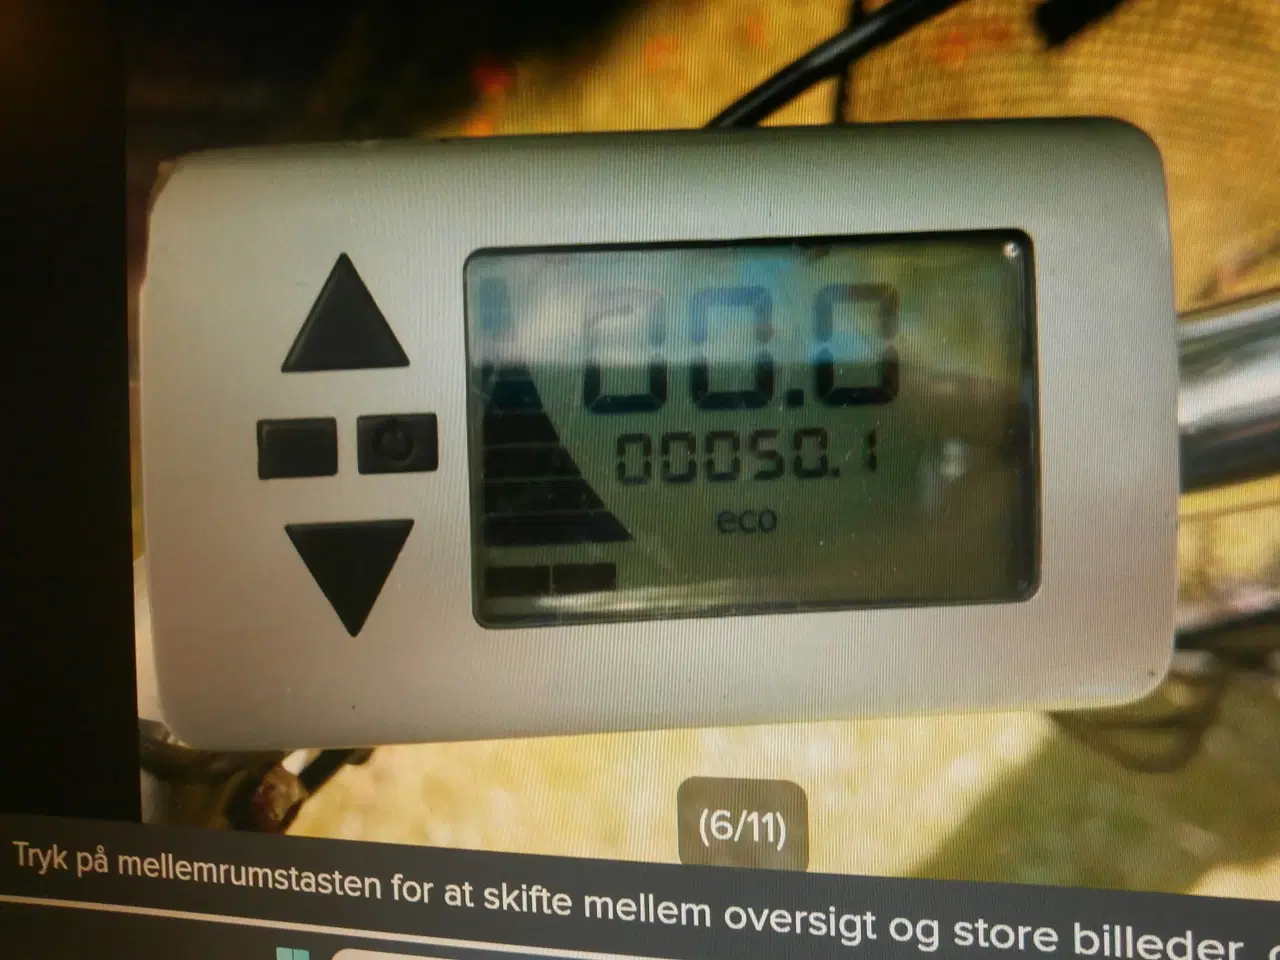 00.0
00050.1
eco
(6/11)
Tryk på mellemrumstasten for at skifte mellem oversigt og store billeder